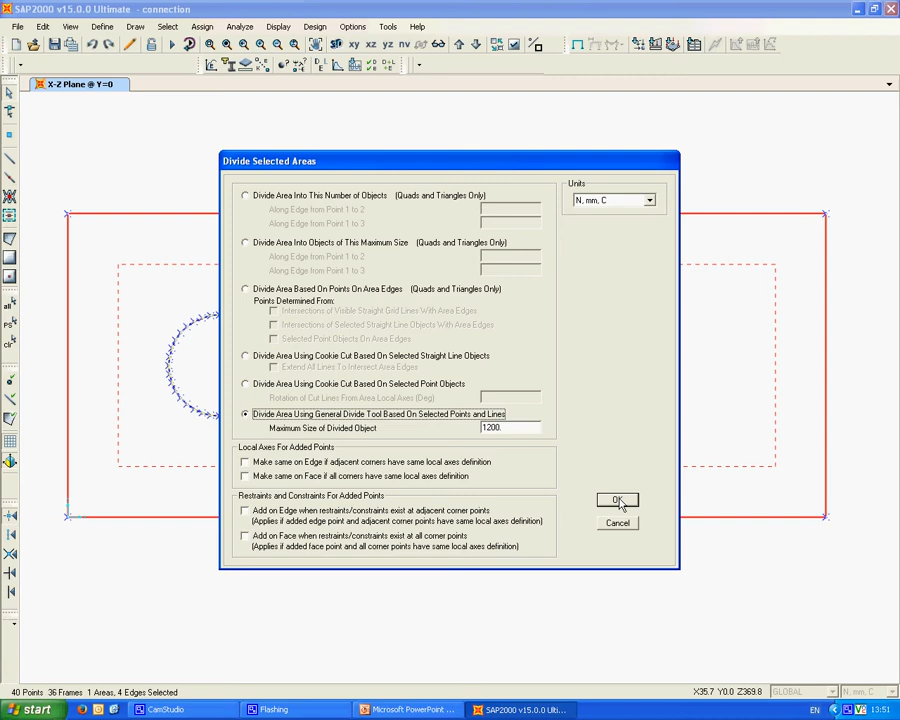 SAP2000 v15.0.0 Ultimate - connection
File Edit View Define Draw Select Assign Analyze Display Design Options Tools Help
xy xz yz nv
X-Z Plane @ Y=0
Divide Selected Areas
Divide Area Into This Number of Objects (Quads and Triangles Only)
Along Edge from Point 1 to 2
Along Edge from Point 1 to 3
Divide Area Into Objects of This Maximum Size (Quads and Triangles Only)
Along Edge from Point 1 to 2
Along Edge from Point 1 to 3
Divide Area Based On Points On Area Edges (Quads and Triangles Only)
Points Determined From:
Intersections of Visible Straight Grid Lines With Area Edges
Intersections of Selected Straight Line Objects With Area Edges
Selected Point Objects On Area Edges
Divide Area Using Cookie Cut Based On Selected Straight Line Objects
Extend All Lines To Intersect Area Edges
Divide Area Using Cookie Cut Based On Selected Point Objects
Rotation of Cut Lines From Area Local Axes (Deg)
Divide Area Using General Divide Tool Based On Selected Points and Lines
Maximum Size of Divided Object 1200.
Local Axes For Added Points
Make same on Edge if adjacent corners have same local axes definition
Make same on Face if all corners have same local axes definition
Restraints and Constraints For Added Points
Add on Edge when restraints/constraints exist at adjacent corner points
(Applies if added edge point and adjacent corner points have same local axes definition)
Add on Face when restraints/constraints exist at all corner points
(Applies if added face point and all corner points have same local axes definition)
Units
N, mm, C
OK
Cancel
all
PS
clr
40 Points 36 Frames 1 Areas, 4 Edges Selected
X35.7 Y0.0 Z369.8
GLOBAL
N, m, C
start
CamStudio
Flashing
Microsoft PowerPoint ...
SAP2000 v15.0.0 Ulti...
EN
13:51